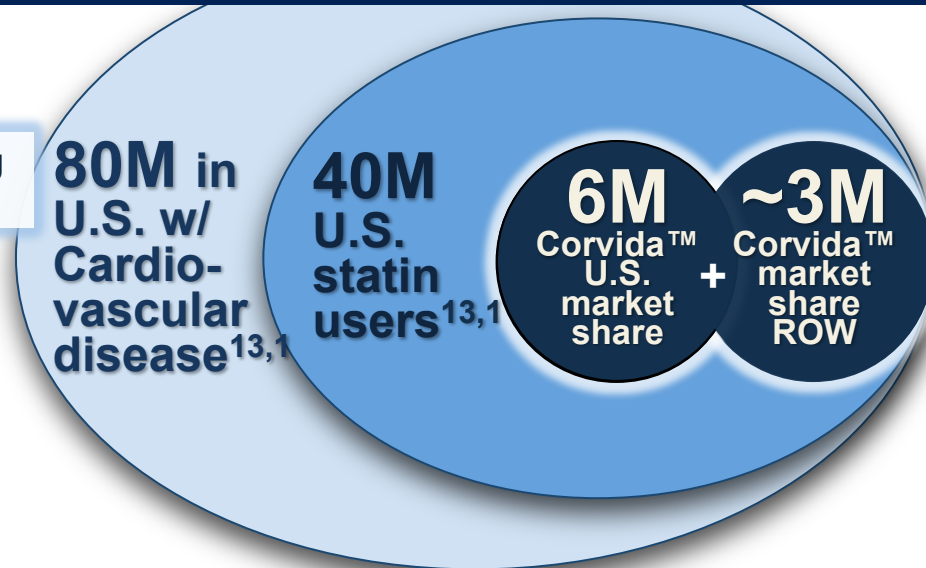 80M in
U.S. w/
Cardio-
vascular
disease13,1
40M
U.S.
statin
users13,1
6M
Corvida™
U.S.
market
share
+
~3M
Corvida™
market
share
ROW